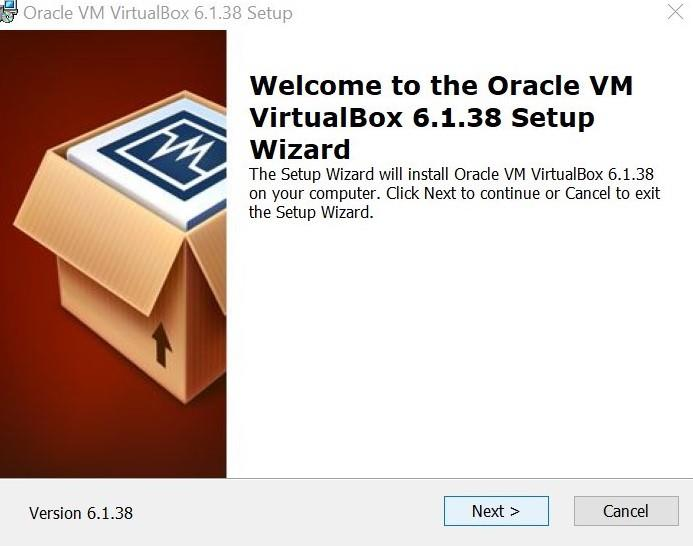 Oracle VM VirtualBox 6.1.38 Setup
Welcome to the Oracle VM
VirtualBox 6.1.38 Setup
Wizard
The Setup Wizard will install Oracle VM VirtualBox 6.1.38
on your computer. Click Next to continue or Cancel to exit
the Setup Wizard.
Version 6.1.38
Next >
Cancel